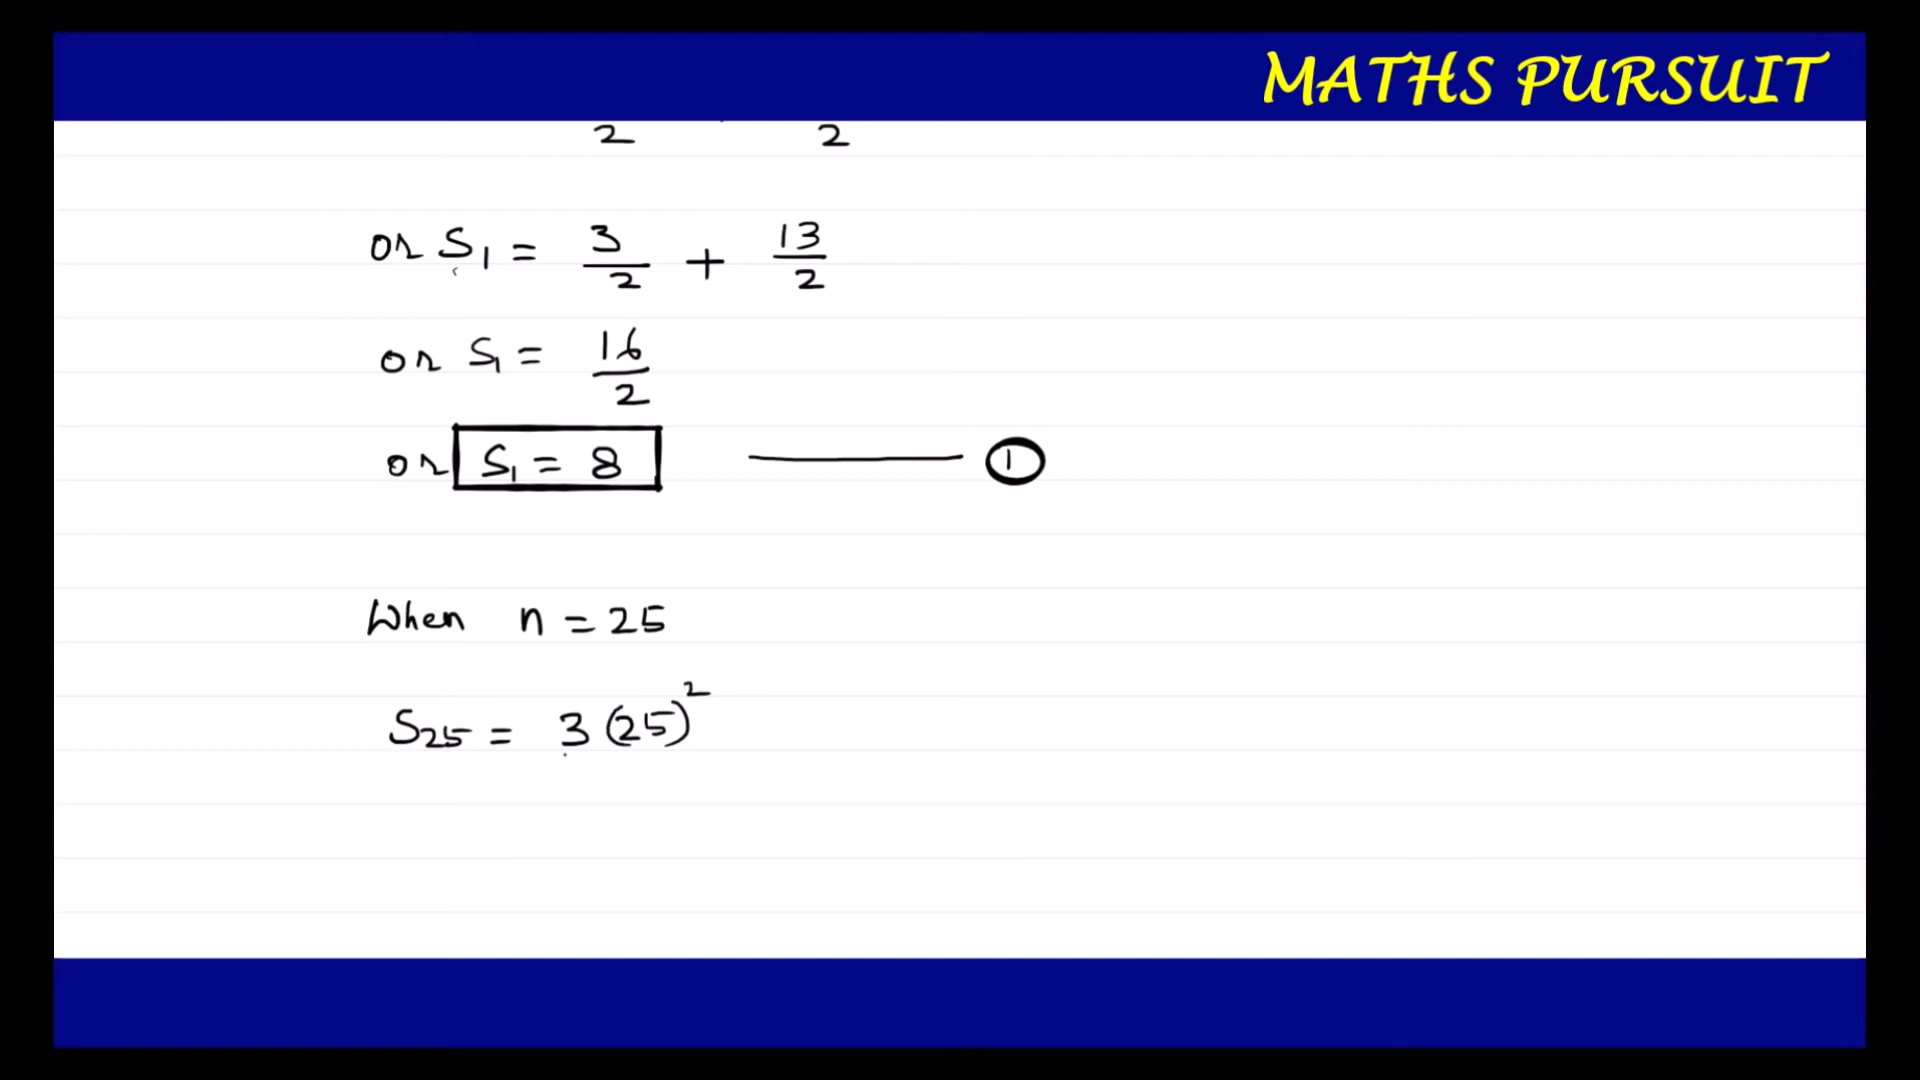 MATHS PURSUIT
2 2
or S₁ = 3/2 + 13/2
or S₁ = 16/2
or S₁ = 8 ——— ①
When n = 25
S₂₅ = 3 (25)²